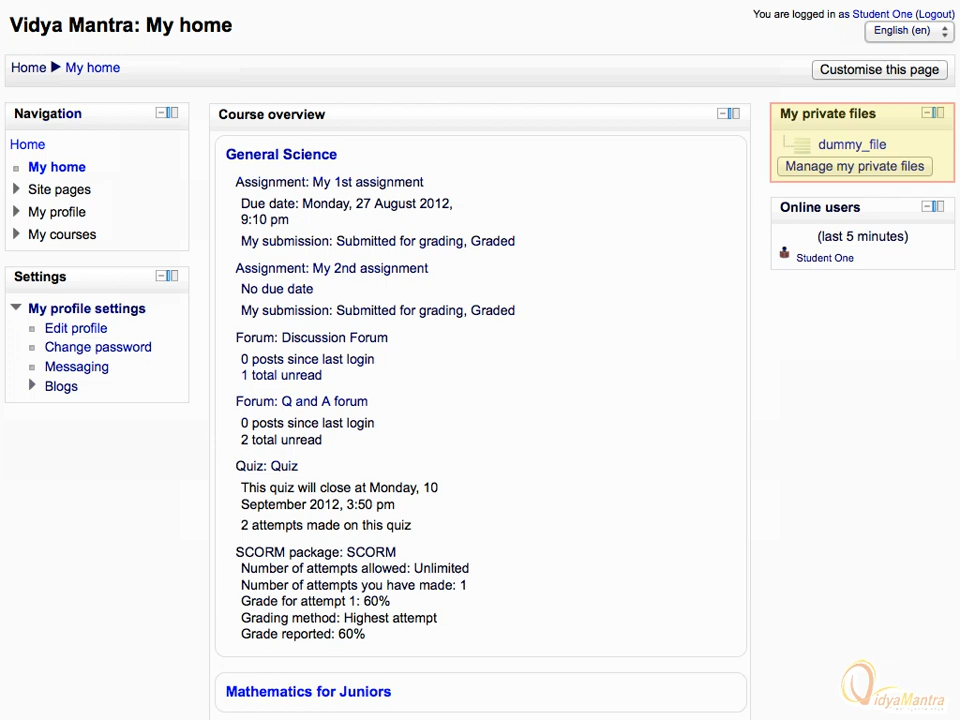 Vidya Mantra: My home
You are logged in as Student One (Logout)
English (en)
Home My home
Customise this page
Navigation
Home
My home
Site pages
My profile
My courses
Settings
My profile settings
Edit profile
Change password
Messaging
Blogs
Course overview
General Science
Assignment: My 1st assignment
Due date: Monday, 27 August 2012,
9:10 pm
My submission: Submitted for grading, Graded
Assignment: My 2nd assignment
No due date
My submission: Submitted for grading, Graded
Forum: Discussion Forum
0 posts since last login
1 total unread
Forum: Q and A forum
0 posts since last login
2 total unread
Quiz: Quiz
This quiz will close at Monday, 10
September 2012, 3:50 pm
2 attempts made on this quiz
SCORM package: SCORM
Number of attempts allowed: Unlimited
Number of attempts you have made: 1
Grade for attempt 1: 60%
Grading method: Highest attempt
Grade reported: 60%
Mathematics for Juniors
My private files
dummy_file
Manage my private files
Online users
(last 5 minutes)
Student One
VidyaMantra